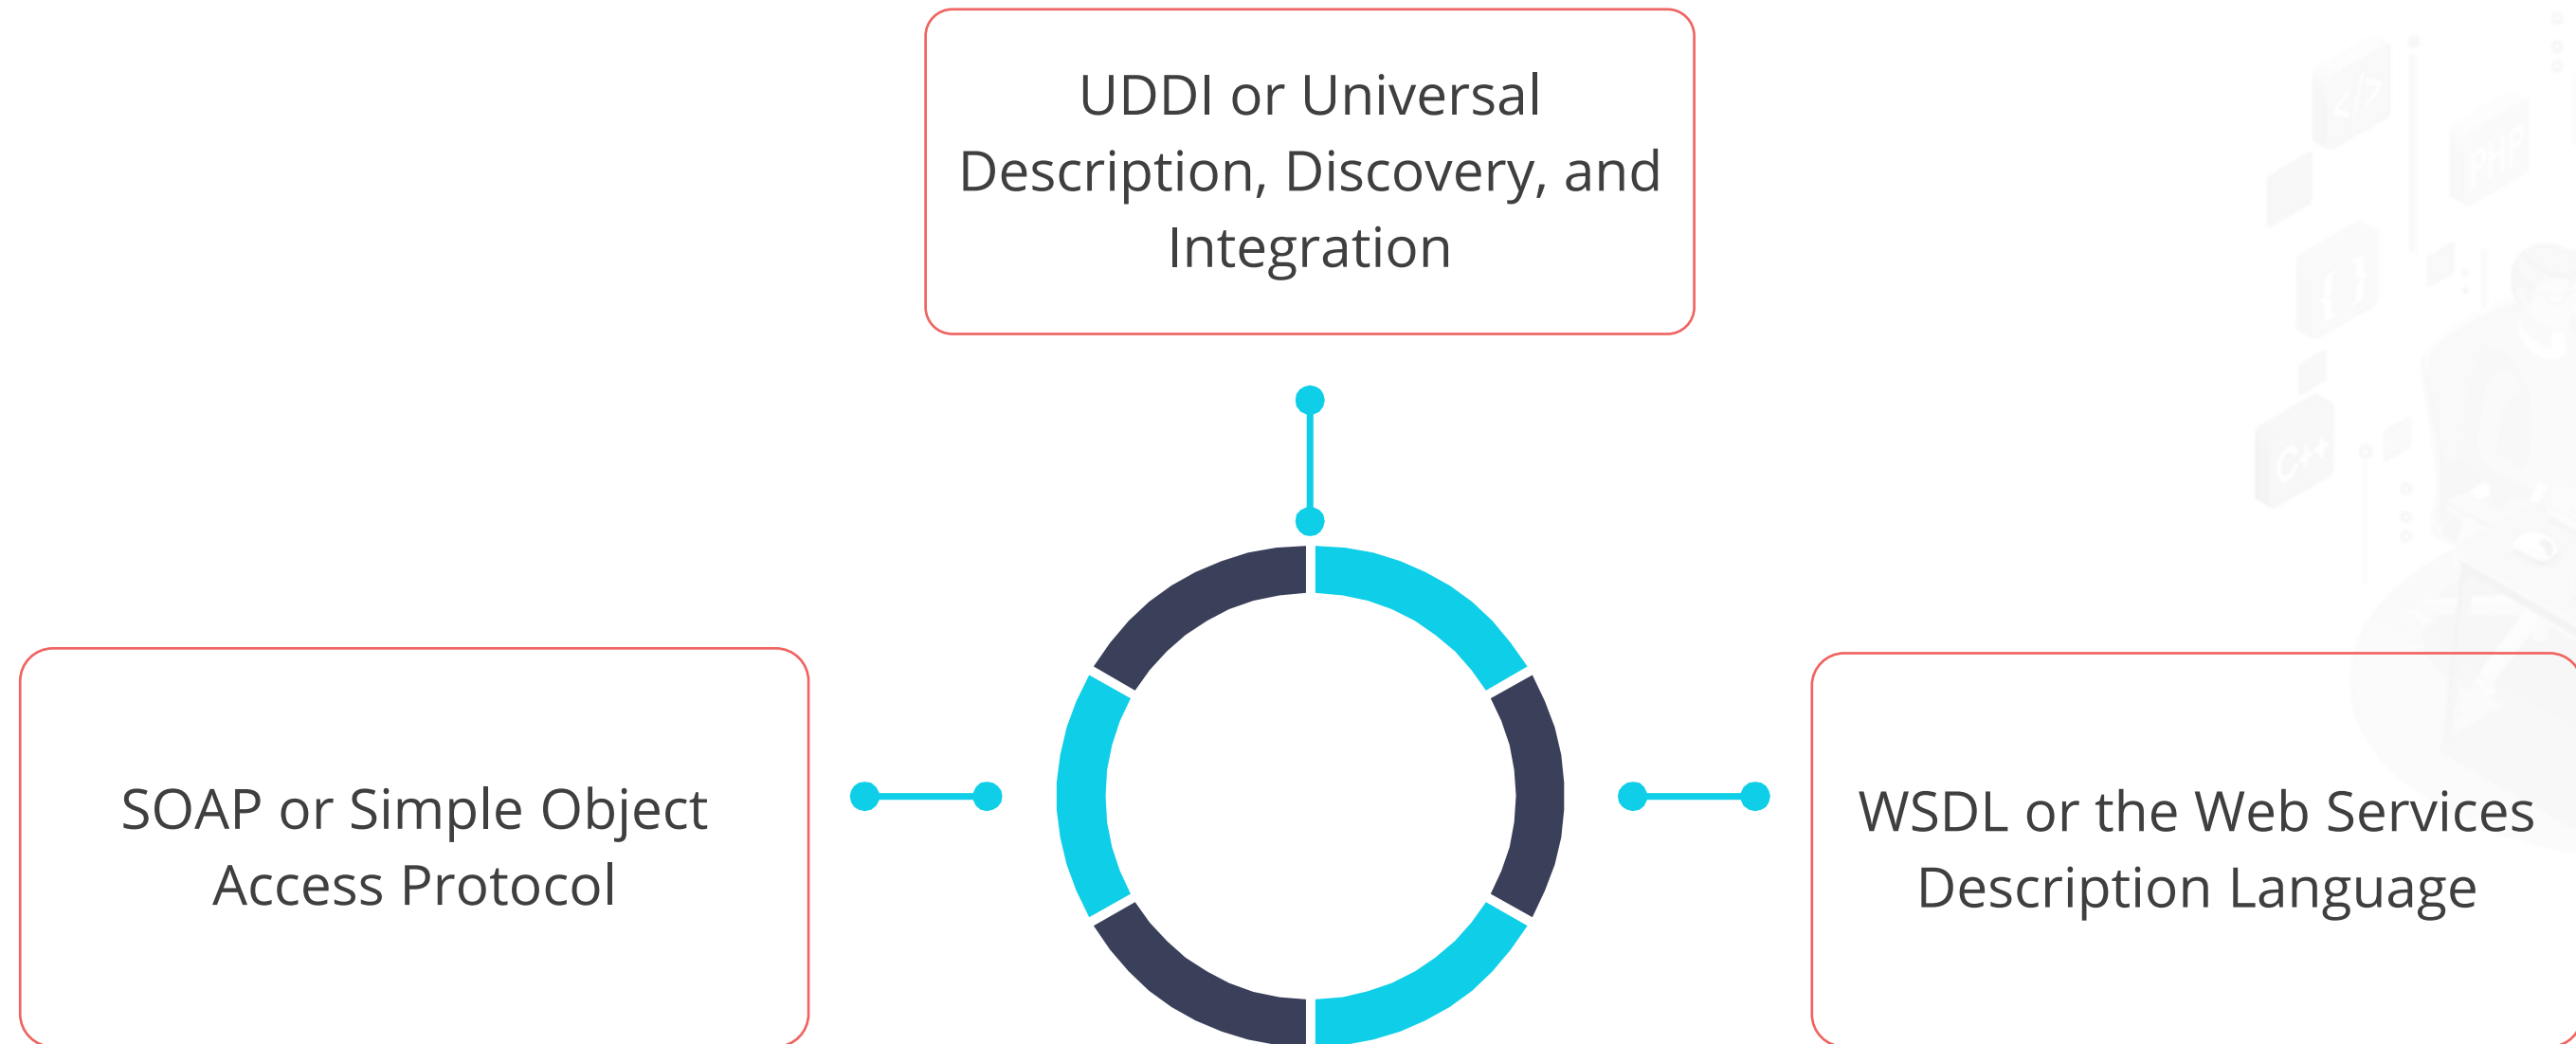 UDDI or Universal
Description, Discovery, and
Integration
SOAP or Simple Object
Access Protocol
WSDL or the Web Services
Description Language
</>
PHP
{ }
C++